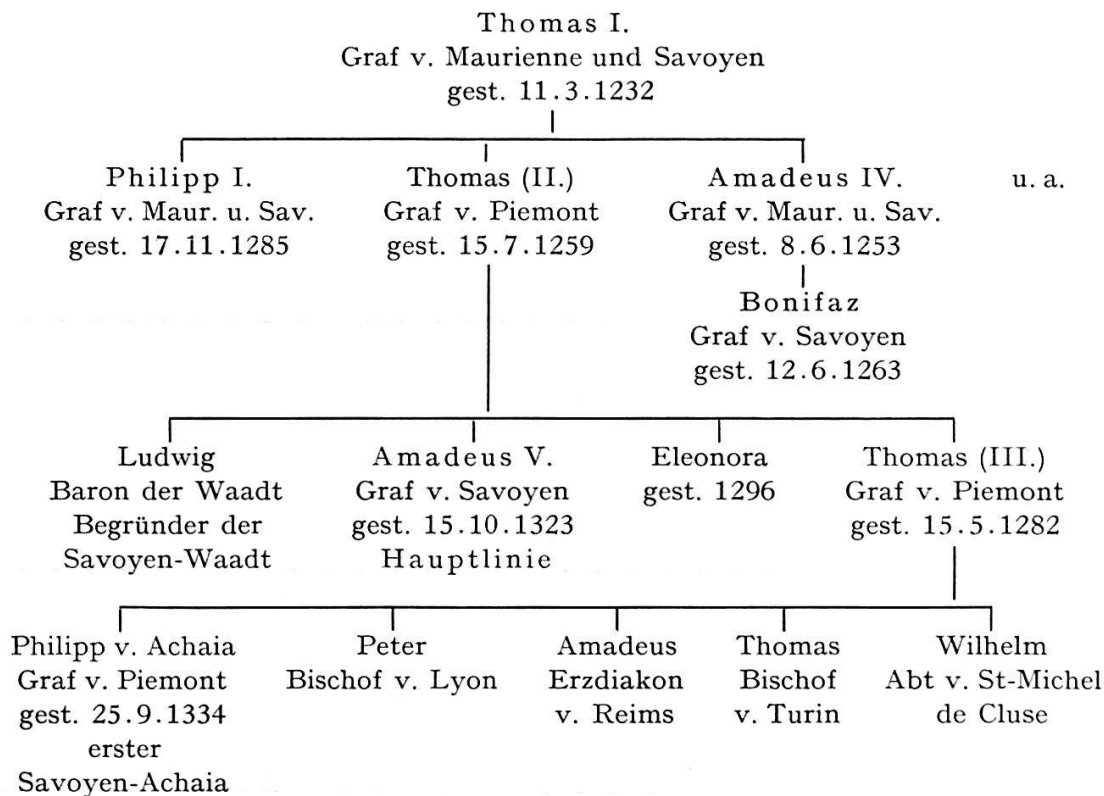 Thomas I.
Graf v. Maurienne und Savoyen
gest. 11.3.1232
Philipp I.
Graf v. Maur. u. Sav.
gest. 17.11.1285
Thomas (II.)
Graf v. Piemont
gest. 15.7.1259
Amadeus IV.
Graf v. Maur. u. Sav.
gest. 8.6.1253
u. a.
Bonifaz
Graf v. Savoyen
gest. 12.6.1263
Ludwig
Baron der Waadt
Begründer der
Savoyen-Waadt
Amadeus V.
Graf v. Savoyen
gest. 15.10.1323
Hauptlinie
Eleonora
gest. 1296
Thomas (III.)
Graf v. Piemont
gest. 15.5.1282
Philipp v. Achaia
Graf v. Piemont
gest. 25.9.1334
erster
Savoyen-Achaia
Peter
Bischof v. Lyon
Amadeus
Erzdiakon
v. Reims
Thomas
Bischof
v. Turin
Wilhelm
Abt v. St-Michel
de Cluse